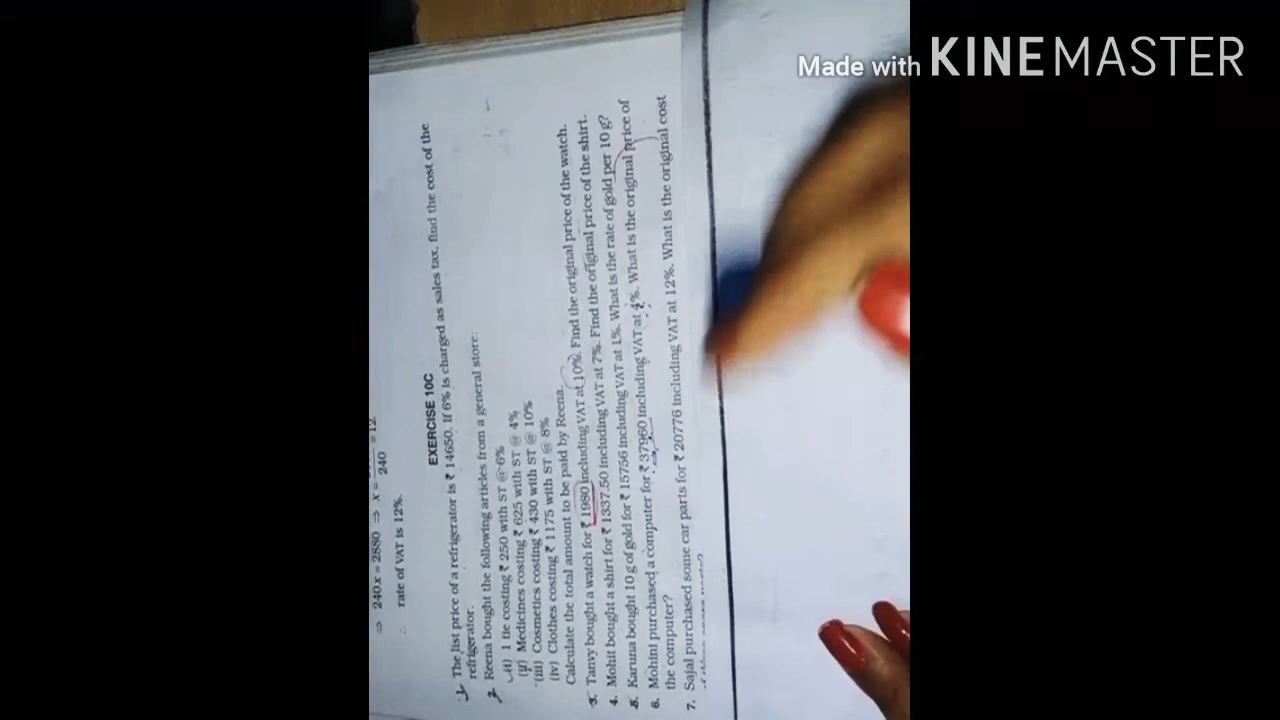 Made with KINEMASTER
⇒ 240x = 2880 ⇒ x = = 12
240
∴ rate of VAT is 12%.
EXERCISE 10C
1. The list price of a refrigerator is ₹ 14650. If 6% is charged as sales tax, find the cost of the
refrigerator.
2. Reena bought the following articles from a general store:
(i) 1 tie costing ₹ 250 with ST @ 6%
(ii) Medicines costing ₹ 625 with ST @ 4%
(iii) Cosmetics costing ₹ 430 with ST @ 10%
(iv) Clothes costing ₹ 1175 with ST @ 8%
Calculate the total amount to be paid by Reena.
3. Tanvy bought a watch for ₹ 1980 including VAT at 10%. Find the original price of the watch.
4. Mohit bought a shirt for ₹ 1337.50 including VAT at 7%. Find the original price of the shirt.
5. Karuna bought 10 g of gold for ₹ 15756 including VAT at 1%. What is the rate of gold per 10 g?
6. Mohini purchased a computer for ₹ 37960 including VAT at 4%. What is the original price of
the computer?
7. Sajal purchased some car parts for ₹ 20776 including VAT at 12%. What is the original cost